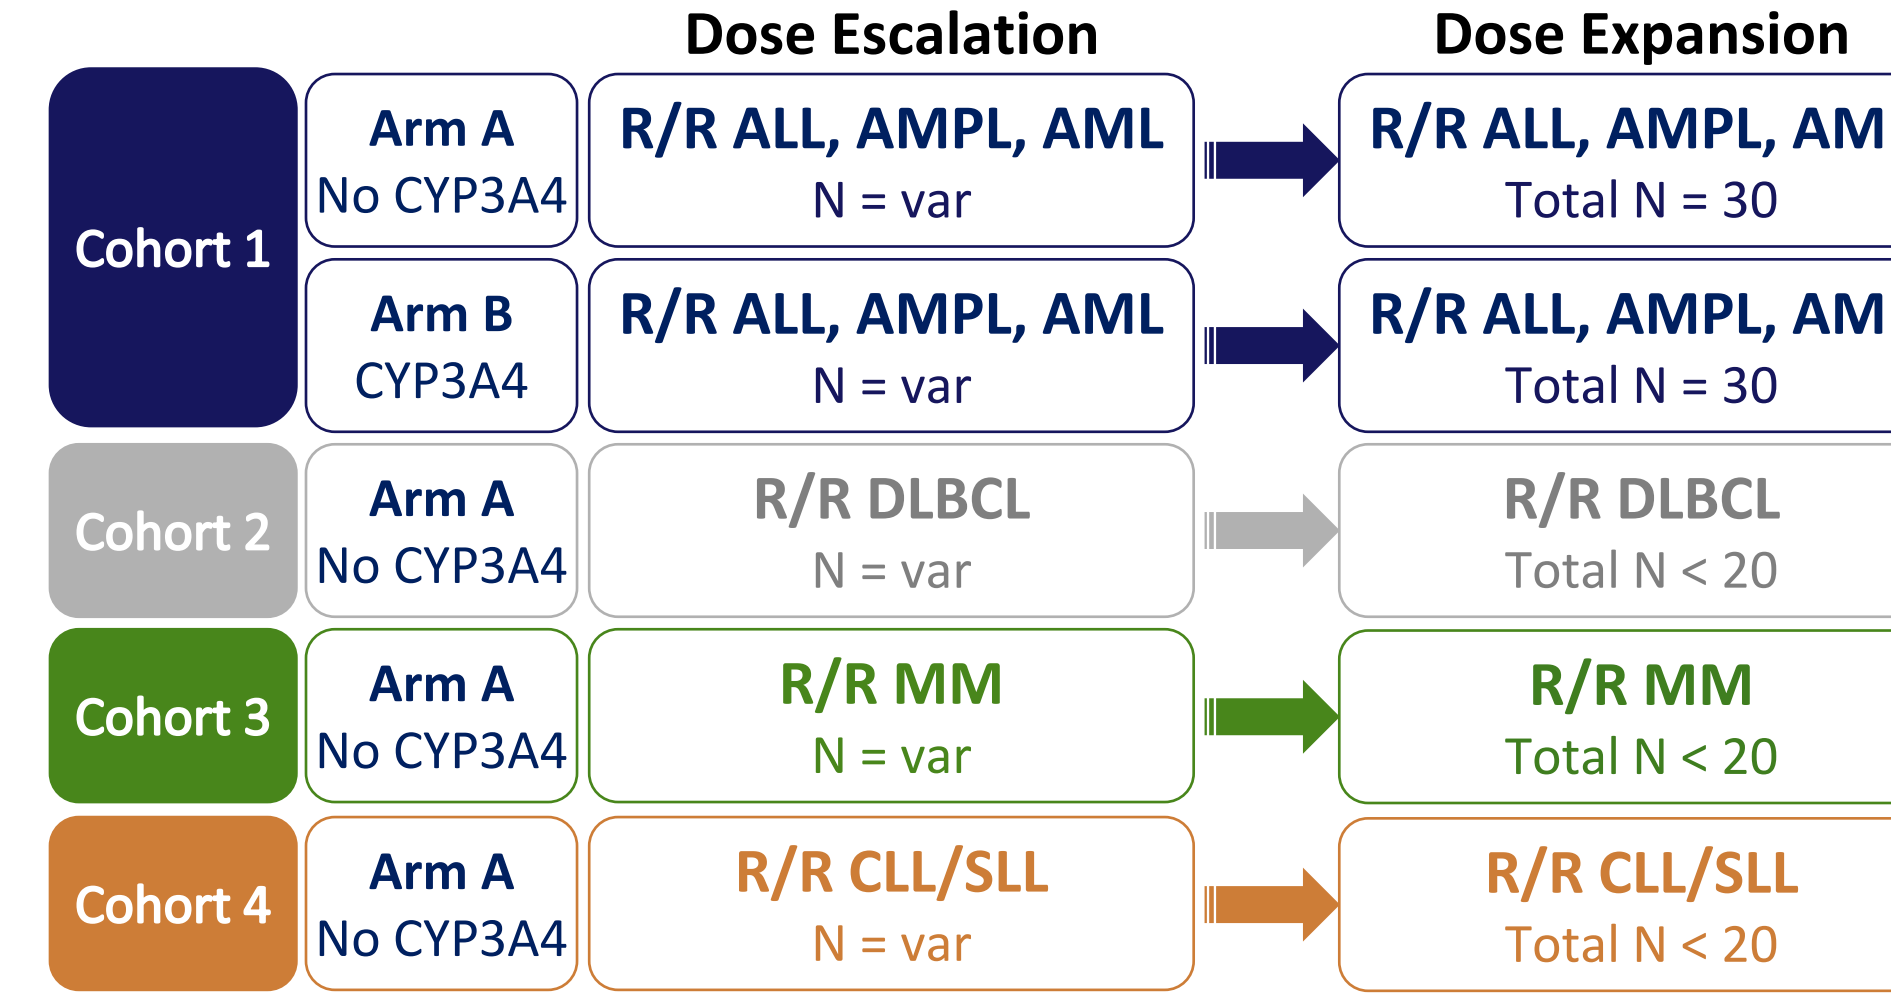 Dose Escalation
Dose Expansion
Cohort 1
Arm A
No CYP3A4
R/R ALL, AMPL, AML
N = var
R/R ALL, AMPL, AM
Total N = 30
Arm B
CYP3A4
R/R ALL, AMPL, AML
N = var
R/R ALL, AMPL, AM
Total N = 30
Cohort 2
Arm A
No CYP3A4
R/R DLBCL
N = var
R/R DLBCL
Total N < 20
Cohort 3
Arm A
No CYP3A4
R/R MM
N = var
R/R MM
Total N < 20
Cohort 4
Arm A
No CYP3A4
R/R CLL/SLL
N = var
R/R CLL/SLL
Total N < 20